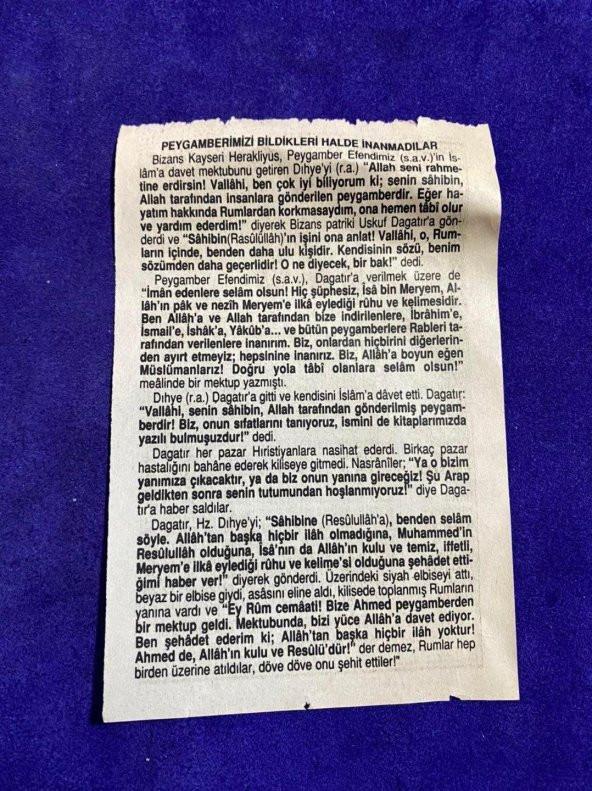 PEYGAMBERİMİZİ BİLDİKLERİ HALDE İNANMADILAR
Bizans Kayseri Herakliyüs, Peygamber Efendimiz (s.a.v.)'in İs-
lâm'a davet mektubunu getiren Dıhye'yi (r.a.) "Allah seni rahme-
tine erdirsin! Vallâhi, ben çok iyi biliyorum ki; senin sâhibin,
Allah tarafından insanlara gönderilen peygamberdir. Eğer ha-
yatım hakkında Rumlardan korkmasaydım, ona hemen tâbî olur
ve yardım ederdim!" diyerek Bizans patriki Uskuf Dagatır'a gön-
derdi ve "Sâhibin(Rasûlüllâh)'ın işini ona anlat! Vallâhi, o, Rum-
ların içinde, benden daha ulu kişidir. Kendisinin sözü, benim
sözümden daha geçerlidir! O ne diyecek, bir bak!" dedi.
Peygamber Efendimiz (s.a.v.), Dagatır'a verilmek üzere de
"İmân edenlere selâm olsun! Hiç şüphesiz, İsâ bin Meryem, Al-
lâh'ın pâk ve nezîh Meryem'e ilkâ eylediği rûhu ve kelimesidir.
Ben Allâh'a ve Allah tarafından bize indirilenlere, İbrâhim'e,
İsmail'e, İshâk'a, Yâkûb'a... ve bütün peygamberlere Rableri ta-
rafından verilenlere inanırım. Biz, onlardan hiçbirini diğerlerin-
den ayırt etmeyiz; hepsinine inanırız. Biz, Allâh'a boyun eğen
Müslümanlarız! Doğru yola tâbî olanlara selâm olsun!"
meâlinde bir mektup yazmıştı.
Dıhye (r.a.) Dagatır'a gitti ve kendisini İslâm'a dâvet etti. Dagatır:
"Vallâhi, senin sâhibin, Allah tarafından gönderilmiş peygam-
berdir! Biz, onun sıfatlarını tanıyoruz, ismini de kitaplarımızda
yazılı bulmuşuzdur!" dedi.
Dagatır her pazar Hıristiyanlara nasihat ederdi. Birkaç pazar
hastalığını bahâne ederek kiliseye gitmedi. Nasrânîler; "Ya o bizim
yanımıza çıkacaktır, ya da biz onun yanına gireceğiz! Şu Arap
geldikten sonra senin tutumundan hoşlanmıyoruz!" diye Daga-
tır'a haber saldılar.
Dagatır, Hz. Dıhye'yi; "Sâhibine (Resûlullah'a), benden selâm
söyle. Allâh'tan başka hiçbir ilâh olmadığına, Muhammed'in
Resûlullah olduğuna, İsâ'nın da Allâh'ın kulu ve temiz, iffetli,
Meryem'e ilkâ eylediği rûhu ve kelime'si olduğuna şehâdet etti-
ğimi haber ver!" diyerek gönderdi. Üzerindeki siyah elbiseyi attı,
beyaz bir elbise giydi, asâsını eline aldı, kilisede toplanmış Rumların
yanına vardı ve "Ey Rûm cemâati! Bize Ahmed peygamberden
bir mektup geldi. Mektubunda, bizi yüce Allâh'a davet ediyor.
Ben şehâdet ederim ki; Allâh'tan başka hiçbir ilâh yoktur!
Ahmed de, Allâh'ın kulu ve Resûlü'dür!" der demez, Rumlar hep
birden üzerine atıldılar, döve döve onu şehit ettiler!"